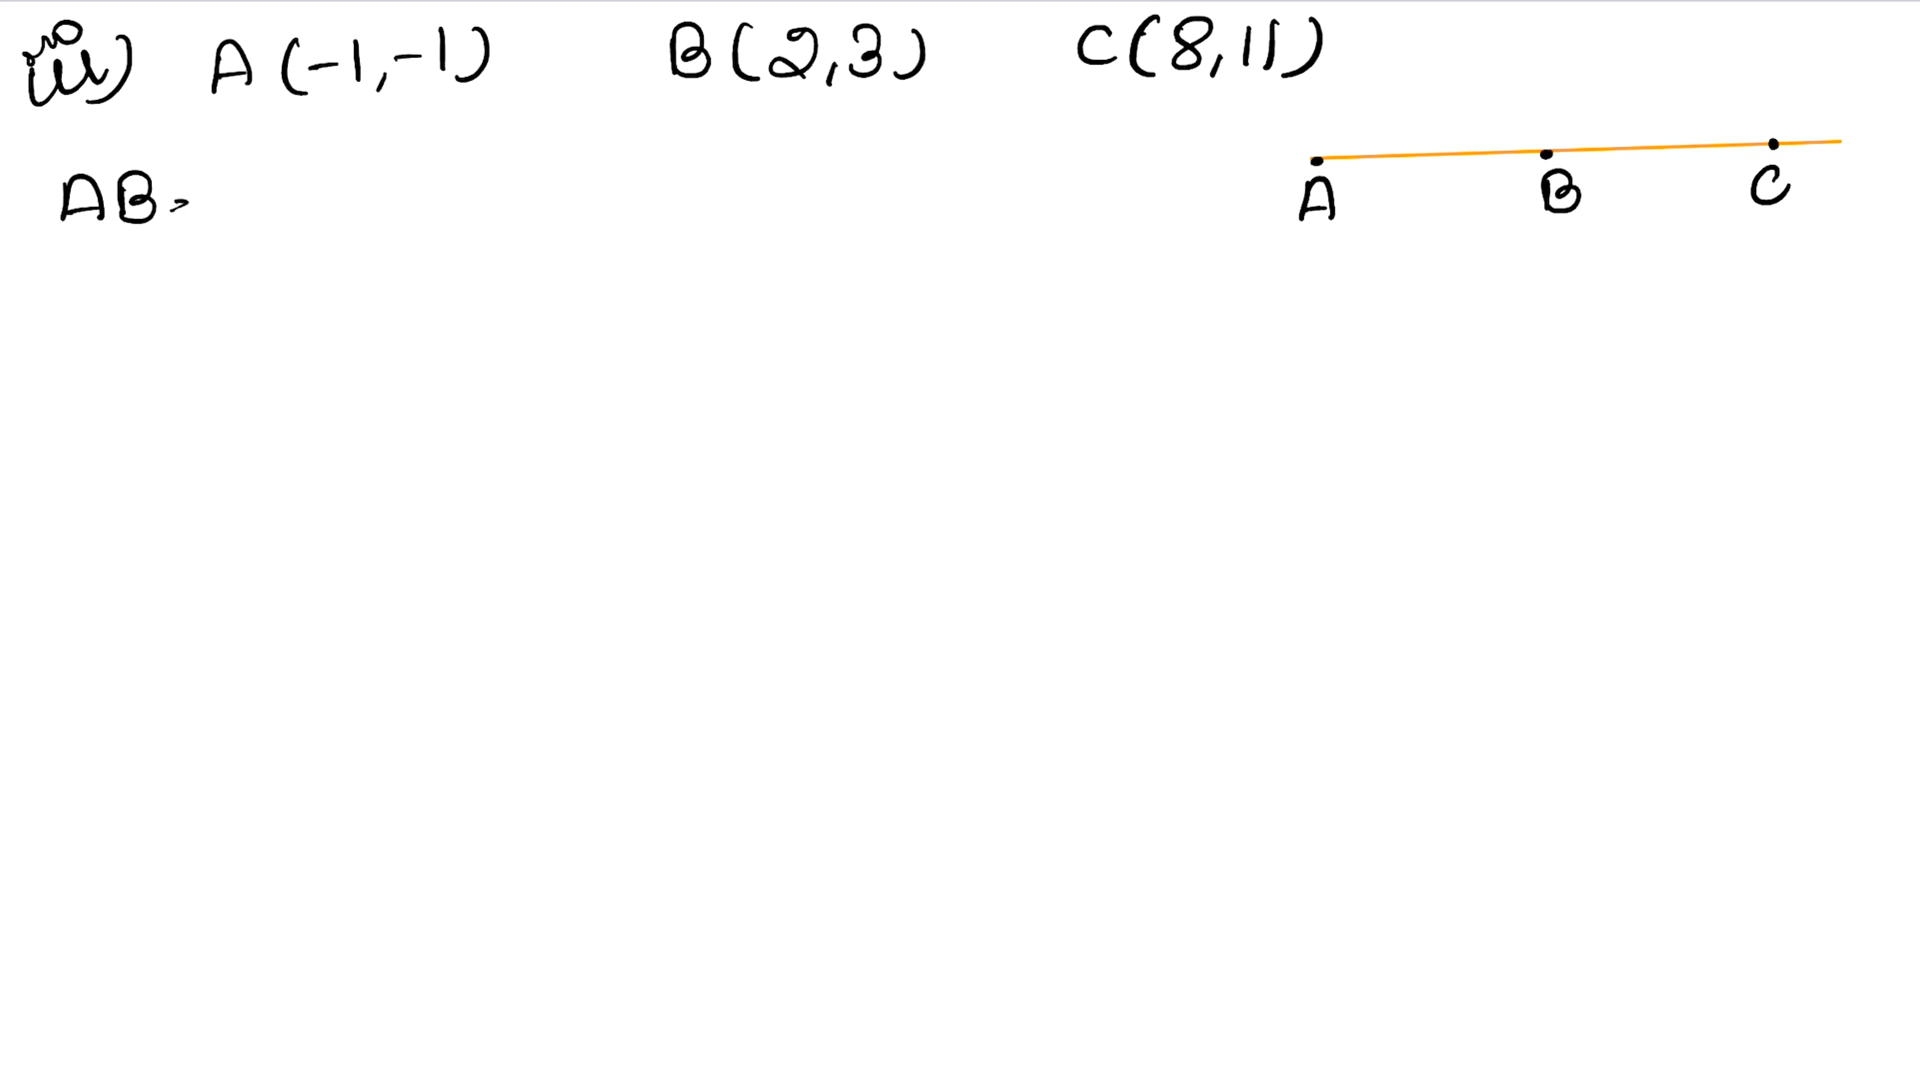 iii) A (-1,-1) B (2,3) C (8,11)
AB =
A B C